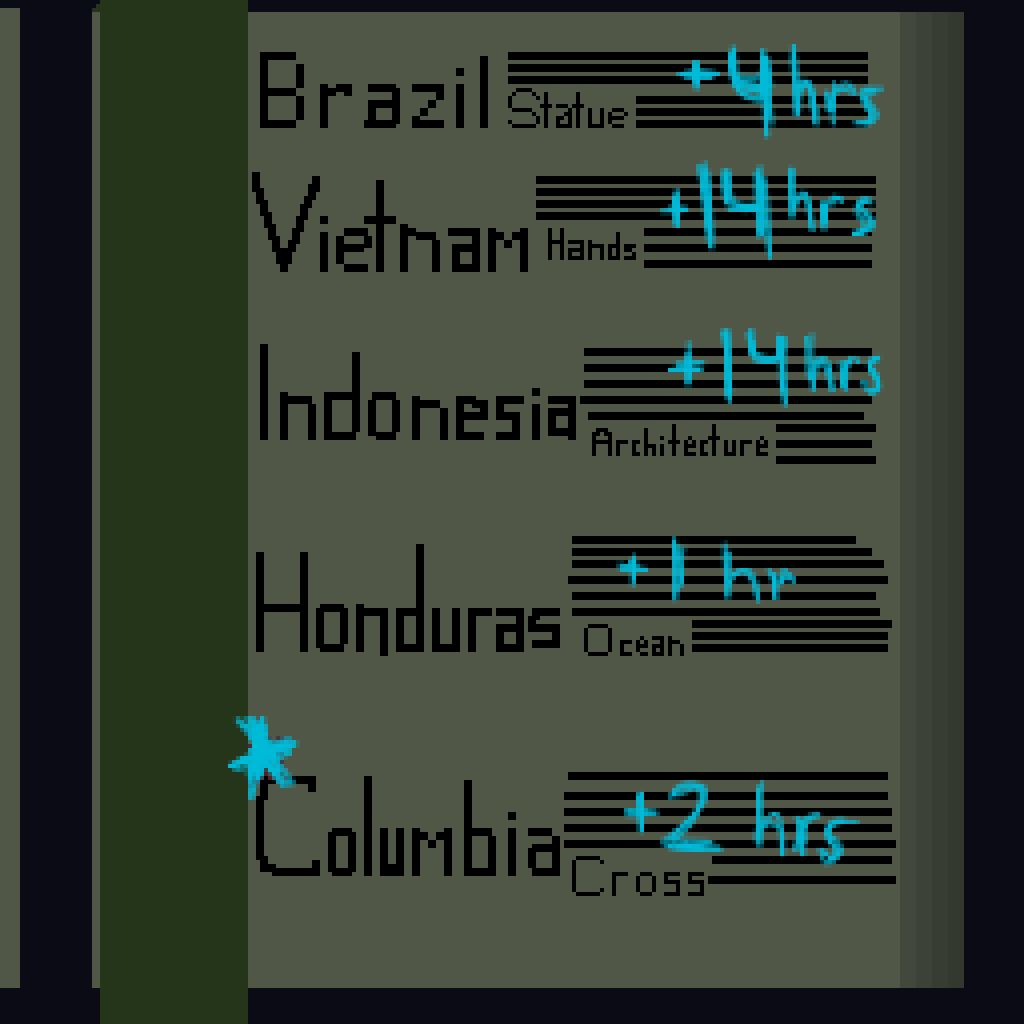 Brazil +4 hrs
Statue
Vietnam +14 hrs
Hands
Indonesia +14 hrs
Architecture
Honduras +1 hr
Ocean
* Columbia +2 hrs
Cross